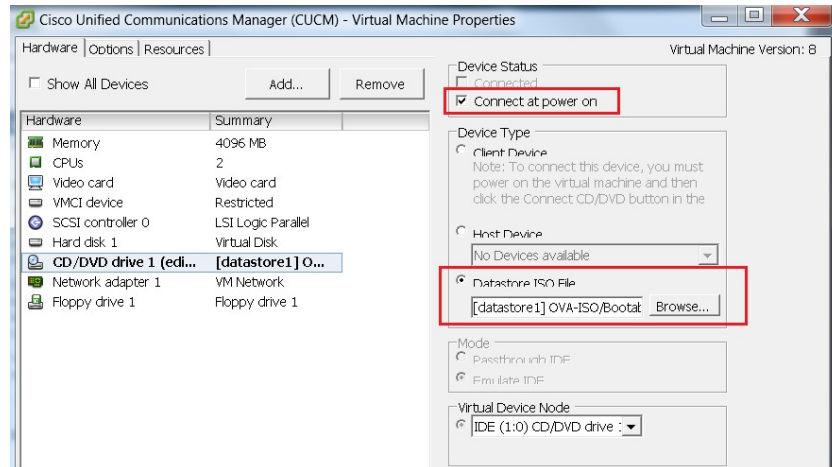 Cisco Unified Communications Manager (CUCM) - Virtual Machine Properties
Hardware Options Resources
Virtual Machine Version: 8
Show All Devices
Add...
Remove
Hardware Summary
Memory 4096 MB
CPUs 2
Video card Video card
VMCI device Restricted
SCSI controller 0 LSI Logic Parallel
Hard disk 1 Virtual Disk
CD/DVD drive 1 (edi... [datastore1] O...
Network adapter 1 VM Network
Floppy drive 1 Floppy drive 1
Device Status
Connected
Connect at power on
Device Type
Client Device
Note: To connect this device, you must
power on the virtual machine and then
click the Connect CD/DVD button in the
Host Device
No Devices available
Datastore ISO File
[datastore1] OVA-ISO/Bootat Browse...
Mode
Passthrough IDE
Emulate IDE
Virtual Device Node
IDE (1:0) CD/DVD drive